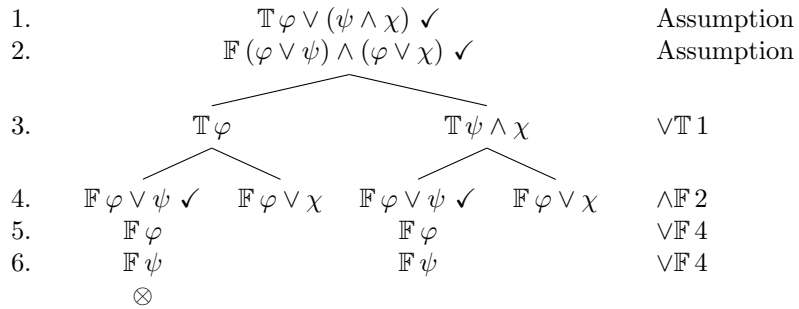 1. 𝕋 φ ∨ (ψ ∧ χ) ✓ Assumption
2. 𝔽 (φ ∨ ψ) ∧ (φ ∨ χ) ✓ Assumption
3. 𝕋 φ 𝕋 ψ ∧ χ ∨𝕋 1
4. 𝔽 φ ∨ ψ ✓ 𝔽 φ ∨ χ 𝔽 φ ∨ ψ ✓ 𝔽 φ ∨ χ ∧𝔽 2
5. 𝔽 φ 𝔽 φ ∨𝔽 4
6. 𝔽 ψ 𝔽 ψ ∨𝔽 4
⊗